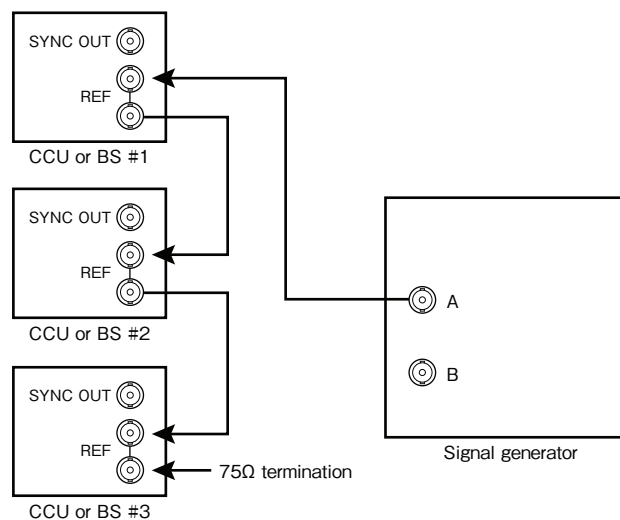 SYNC OUT
REF
CCU or BS #1
SYNC OUT
REF
CCU or BS #2
SYNC OUT
REF
75Ω termination
CCU or BS #3
A
B
Signal generator